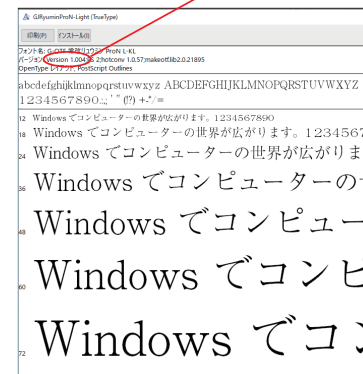 GJRyuminProN-Light (TrueType)
印刷(P) インストール(I)
フォント名: G-OTF 常改リュウミン ProN L-KL
バージョン: Version 1.004;PS 2;hotconv 1.0.57;makeotf.lib2.0.21895
OpenType レイアウト, PostScript Outlines
abcdefghijklmnopqrstuvwxyz ABCDEFGHIJKLMNOPQRSTUVWXYZ
1234567890.:,; ' " (!?) +-*/=
12 Windows でコンピューターの世界が広がります。1234567890
18 Windows でコンピューターの世界が広がります。1234567
24 Windows でコンピューターの世界が広がりま
36 Windows でコンピューターの
48 Windows でコンピュー
60 Windows でコンピ
72 Windows でコン